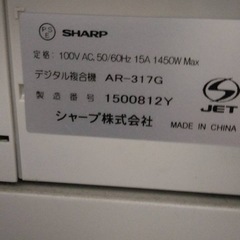 PS
E
SHARP
定格：100V AC, 50/60Hz 15A 1450W Max
デジタル複合機 AR-317G
製造番号 1500812Y
シャープ株式会社
JET
MADE IN CHINA